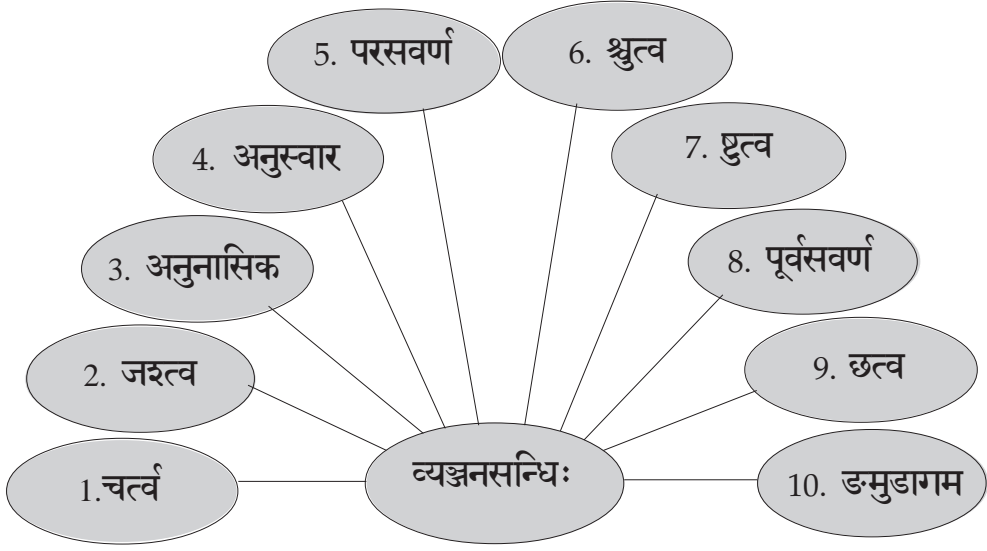 1.चर्त्व
2. जश्त्व
3. अनुनासिक
4. अनुस्वार
5. परसवर्ण
6. श्चुत्व
7. ष्टुत्व
8. पूर्वसवर्ण
9. छत्व
10. ङमुडागम
व्यञ्जनसन्धिः